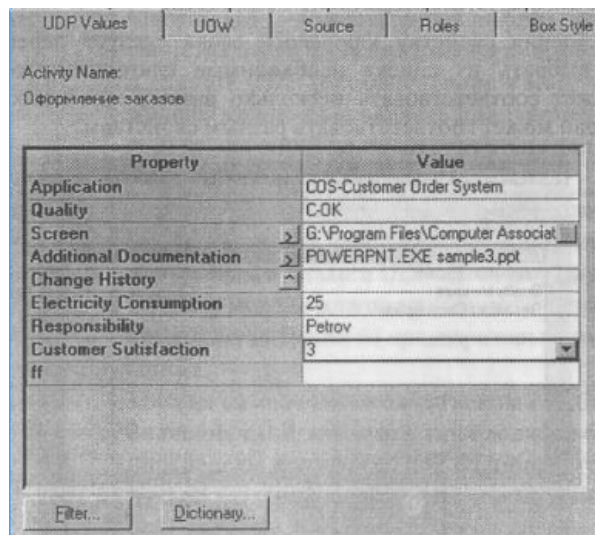 UDP Values UOW Source Roles Box Style
Activity Name:
Оформление заказов
Property Value
Application COS-Customer Order System
Quality C-OK
Screen > G:\Program Files\Computer Associat ...
Additional Documentation > POWERPNT.EXE sample3.ppt
Change History ^
Electricity Consumption 25
Responsibility Petrov
Customer Sutisfaction 3
ff
Filter... Dictionary...